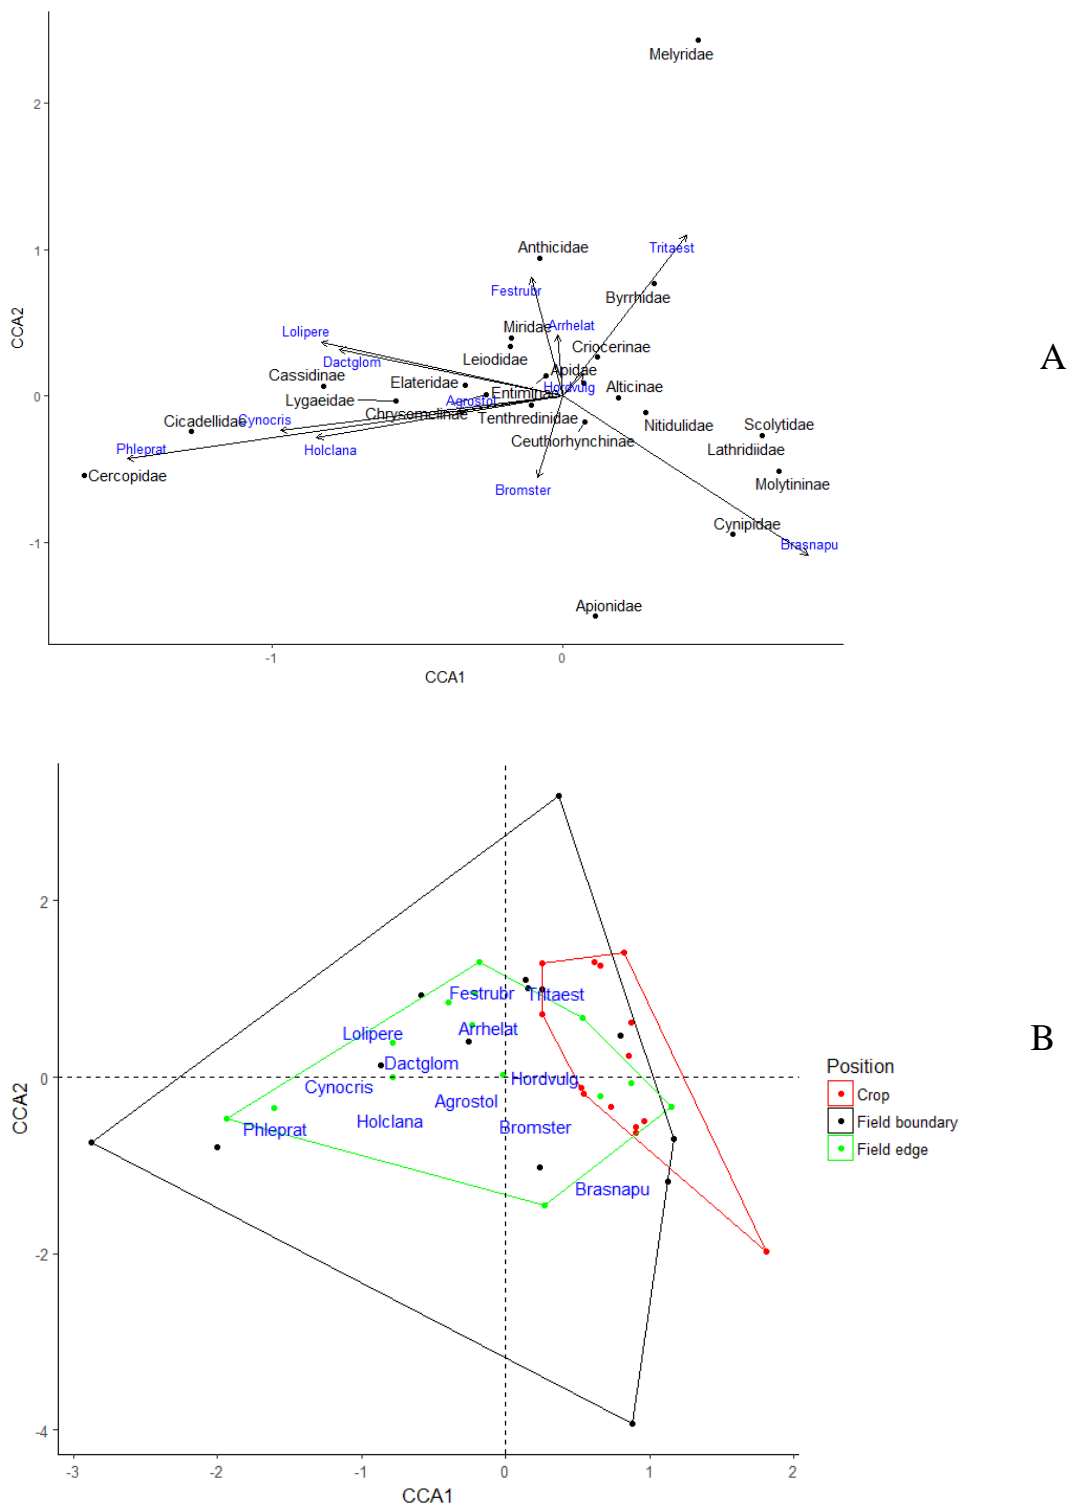 Melyridae
2
Tritaest
Anthicidae
1
Festrubr
Byrrhidae
Lolipere
Miridae
Arrhelat
CCA2
Dactglom
Leiodidae
Criocerinae
A
Cassidinae
Elateridae
Apidae
Entiminae
Hordvulg
Alticinae
0
Lygaeidae
Agrostol
Chrysomelinae
Tenthredinidae
Nitidulidae
Scolytidae
Cicadellidae
Cynocris
Ceuthorhynchinae
Lathridiidae
Phleprat
Holclana
Cercopidae
Bromster
Molytininae
Cynipidae
-1
Brasnapu
Apionidae
-1
0
CCA1
2
Festrubr
Tritaest
Lolipere
Arrhelat
B
Dactglom
Position
0
Cynocris
Hordvulg
Crop
CCA2
Agrostol
Holclana
Bromster
Field boundary
Phleprat
Field edge
Brasnapu
-2
-4
-3
-2
-1
0
1
2
CCA1